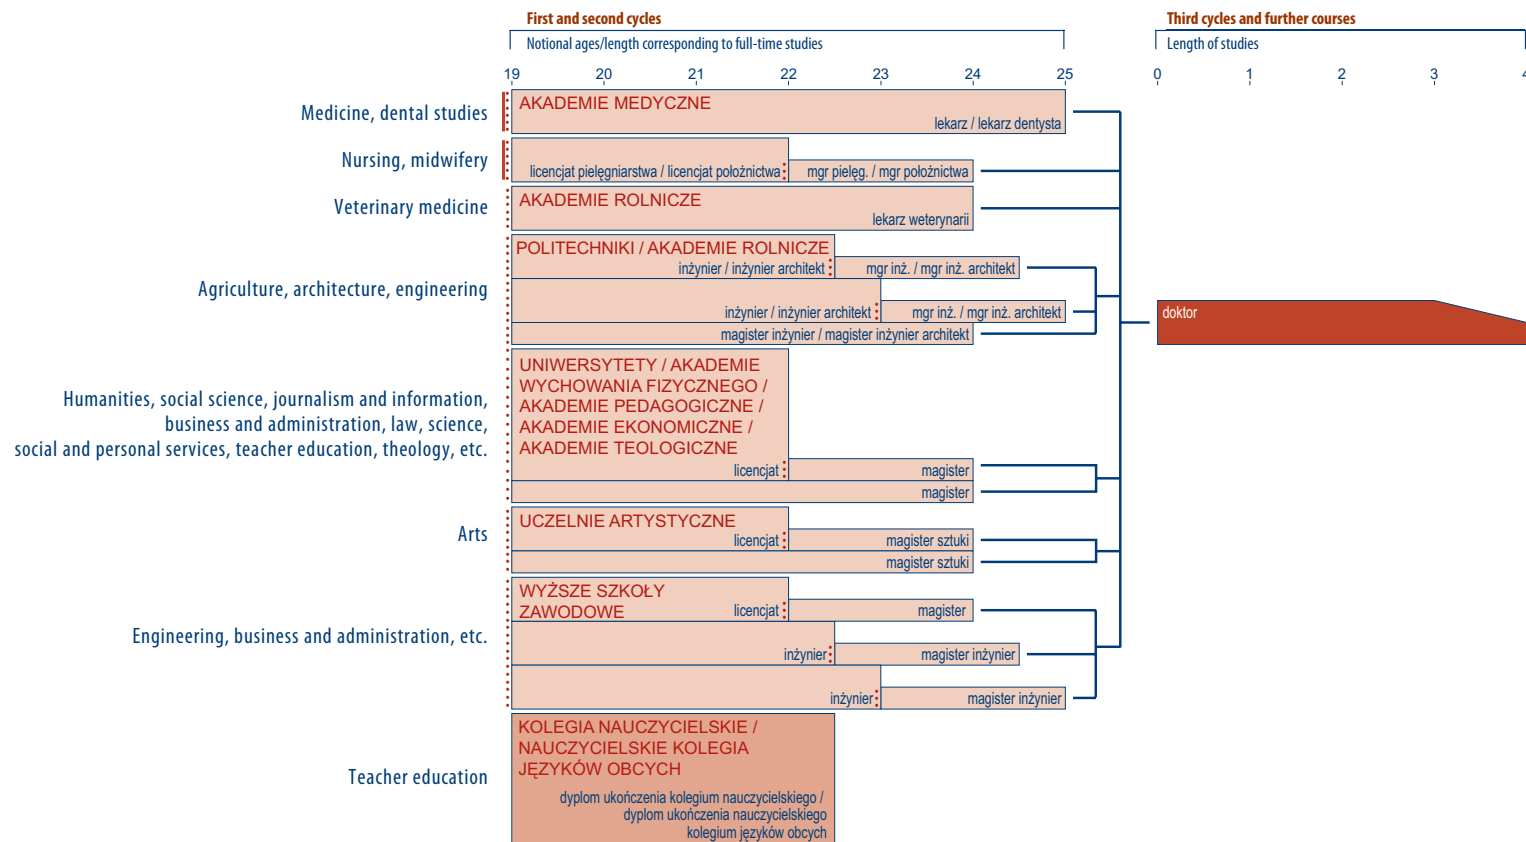 First and second cycles
Third cycles and further courses
Notional ages/length corresponding to full-time studies
Length of studies
19 20 21 22 23 24 25
0 1 2 3 4
Medicine, dental studies
AKADEMIE MEDYCZNE
lekarz / lekarz dentysta
Nursing, midwifery
licencjat pielęgniarstwa / licencjat położnictwa
mgr pielęg. / mgr położnictwa
Veterinary medicine
AKADEMIE ROLNICZE
lekarz weterynarii
Agriculture, architecture, engineering
POLITECHNIKI / AKADEMIE ROLNICZE
inżynier / inżynier architekt
mgr inż. / mgr inż. architekt
inżynier / inżynier architekt
mgr inż. / mgr inż. architekt
magister inżynier / magister inżynier architekt
doktor
Humanities, social science, journalism and information,
business and administration, law, science,
social and personal services, teacher education, theology, etc.
UNIWERSYTETY / AKADEMIE
WYCHOWANIA FIZYCZNEGO /
AKADEMIE PEDAGOGICZNE /
AKADEMIE EKONOMICZNE /
AKADEMIE TEOLOGICZNE
licencjat
magister
magister
Arts
UCZELNIE ARTYSTYCZNE
licencjat
magister sztuki
magister sztuki
Engineering, business and administration, etc.
WYŻSZE SZKOŁY
ZAWODOWE
licencjat
magister
inżynier
magister inżynier
inżynier
magister inżynier
Teacher education
KOLEGIA NAUCZYCIELSKIE /
NAUCZYCIELSKIE KOLEGIA
JĘZYKÓW OBCYCH
dyplom ukończenia kolegium nauczycielskiego /
dyplom ukończenia nauczycielskiego
kolegium języków obcych